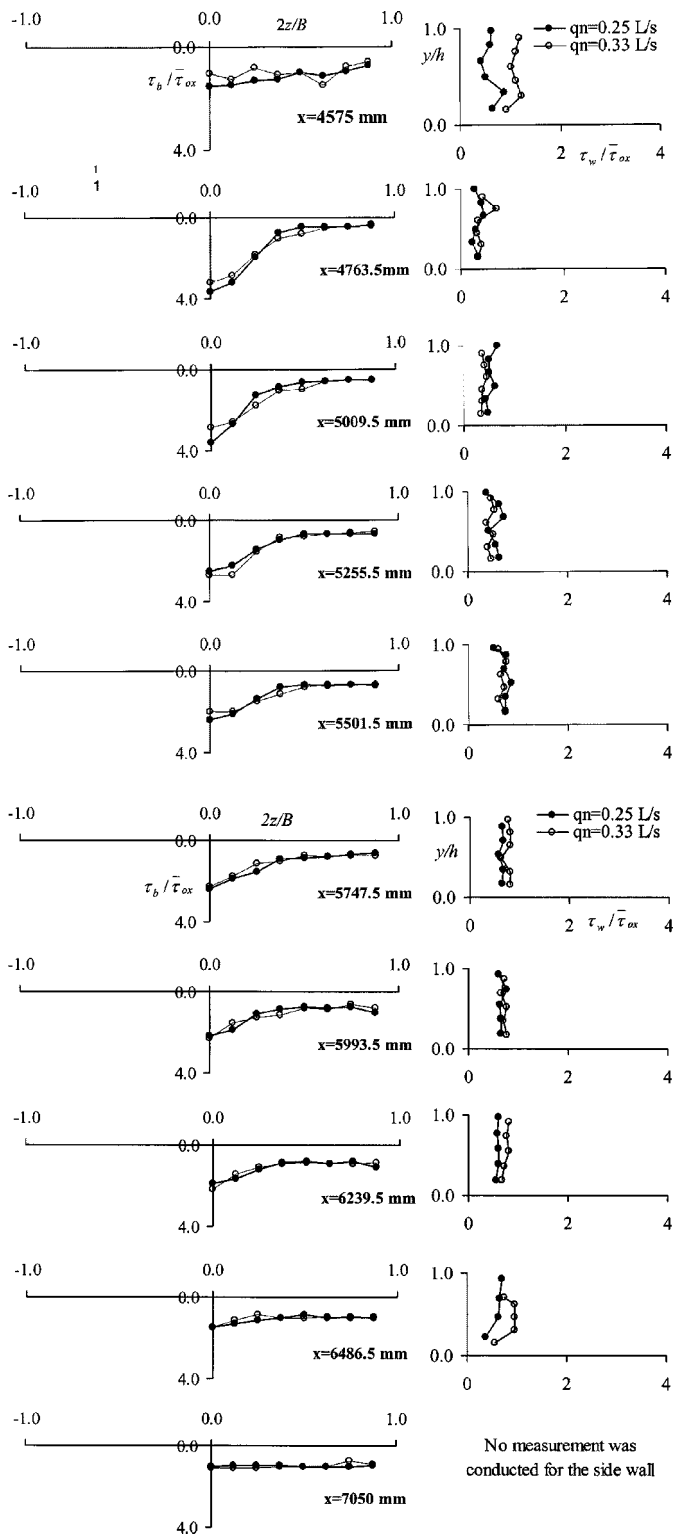 -1.0 0.0 2z/B 1.0
0.0
τb / τ̄ox
4.0
x=4575 mm
y/h
1.0
0.0
0 2 τw / τ̄ox 4
qn=0.25 L/s
qn=0.33 L/s
1
1
-1.0 0.0 1.0
0.0
4.0
x=4763.5mm
1.0
0.0
0 2 4
-1.0 0.0 1.0
0.0
4.0
x=5009.5 mm
1.0
0.0
0 2 4
-1.0 0.0 1.0
0.0
4.0
x=5255.5 mm
1.0
0.0
0 2 4
-1.0 0.0 1.0
0.0
4.0
x=5501.5 mm
1.0
0.0
0 2 4
-1.0 0.0 2z/B 1.0
0.0
τb / τ̄ox
4.0
x=5747.5 mm
1.0
y/h
0.0
0 2 τw / τ̄ox 4
qn=0.25 L/s
qn=0.33 L/s
-1.0 0.0 1.0
0.0
4.0
x=5993.5 mm
1.0
0.0
0 2 4
-1.0 0.0 1.0
0.0
4.0
x=6239.5 mm
1.0
0.0
0 2 4
-1.0 0.0 1.0
0.0
4.0
x=6486.5 mm
1.0
0.0
0 2 4
-1.0 0.0 1.0
0.0
4.0
x=7050 mm
No measurement was
conducted for the side wall